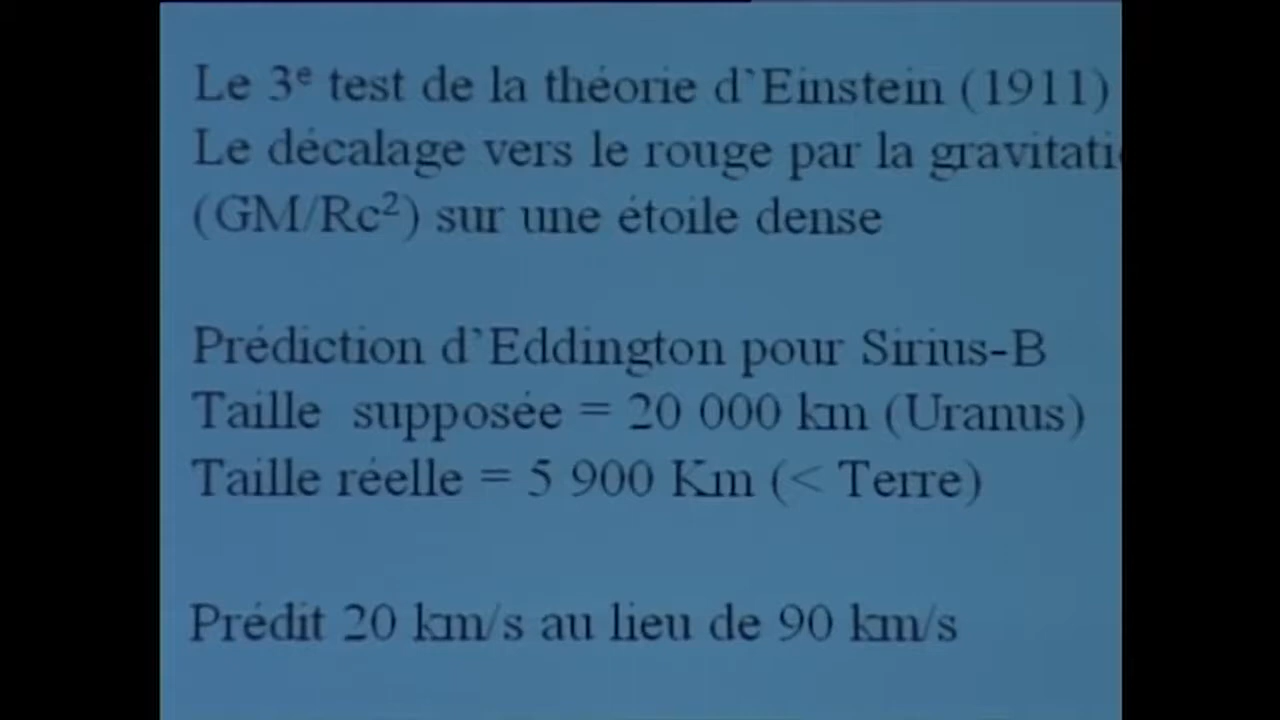 Le 3ᵉ test de la théorie d'Einstein (1911)
Le décalage vers le rouge par la gravitati
(GM/Rc²) sur une étoile dense
Prédiction d'Eddington pour Sirius-B
Taille supposée = 20 000 km (Uranus)
Taille réelle = 5 900 Km (< Terre)
Prédit 20 km/s au lieu de 90 km/s